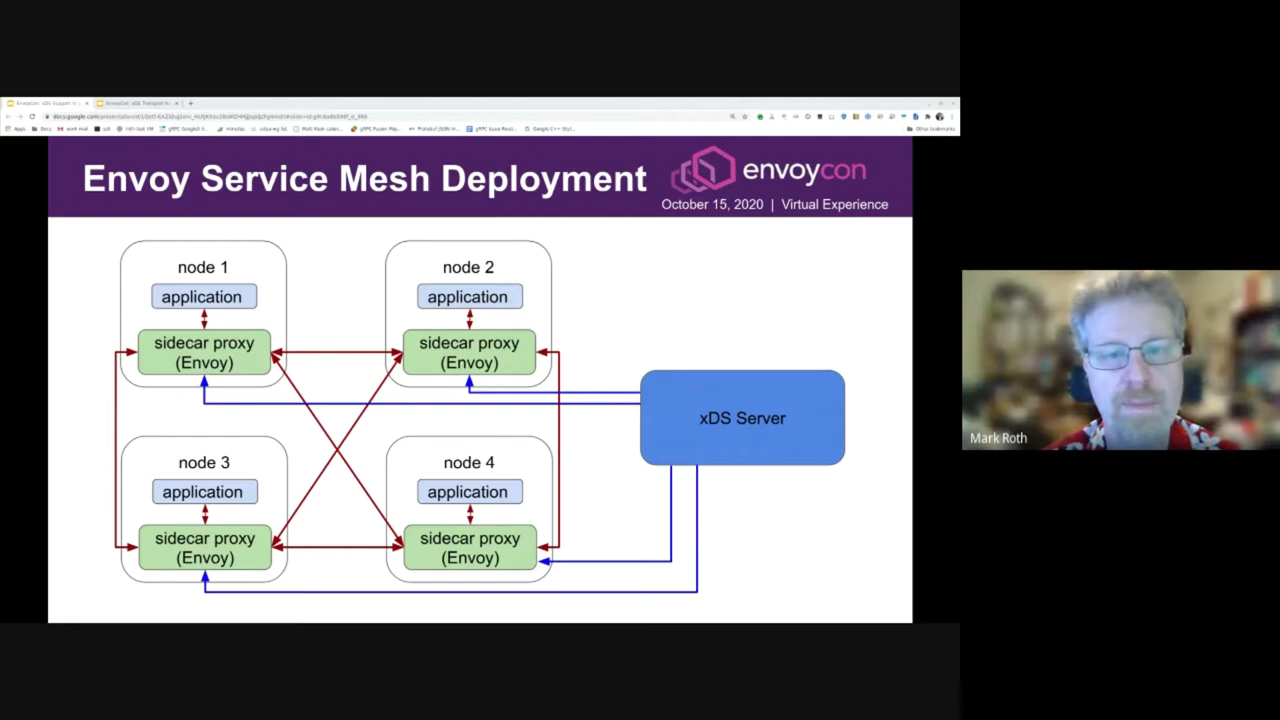 Envoy Service Mesh Deployment
envoycon
October 15, 2020 | Virtual Experience
node 1
application
sidecar proxy
(Envoy)
node 2
application
sidecar proxy
(Envoy)
xDS Server
node 3
application
sidecar proxy
(Envoy)
node 4
application
sidecar proxy
(Envoy)
Mark Roth